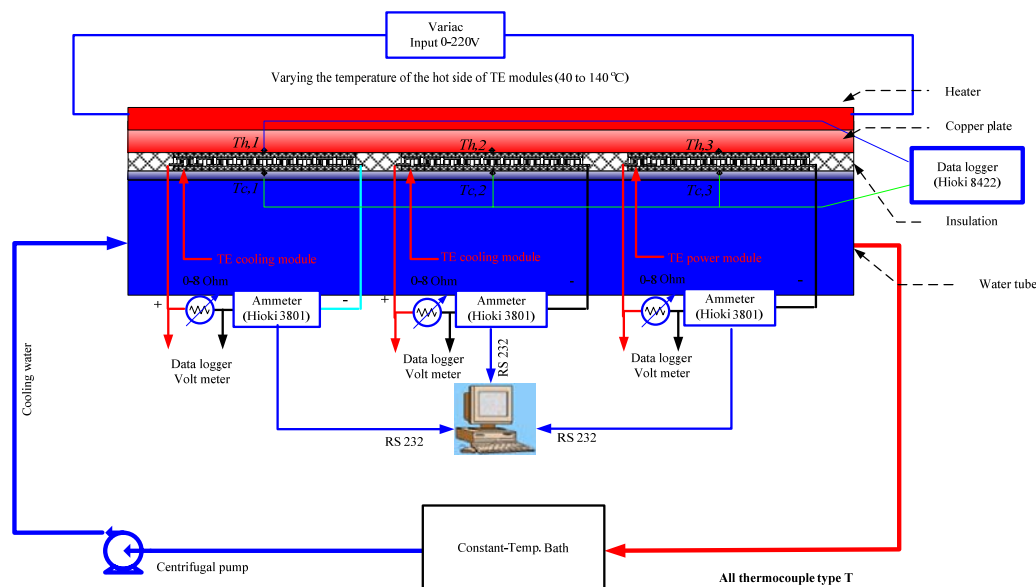 Variac
Input 0-220V
Varying the temperature of the hot side of TE modules (40 to 140 °C)
Heater
Copper plate
Th,1
Th,2
Th,3
Data logger
(Hioki 8422)
Tc,1
Tc,2
Tc,3
Insulation
TE cooling module
TE cooling module
TE power module
Water tube
0-8 Ohm
0-8 Ohm
0-8 Ohm
+
-
+
-
-
Ammeter
(Hioki 3801)
Ammeter
(Hioki 3801)
Ammeter
(Hioki 3801)
Data logger
Volt meter
Data logger
Volt meter
Data logger
Volt meter
RS 232
RS 232
RS 232
Cooling water
Centrifugal pump
Constant-Temp. Bath
All thermocouple type T